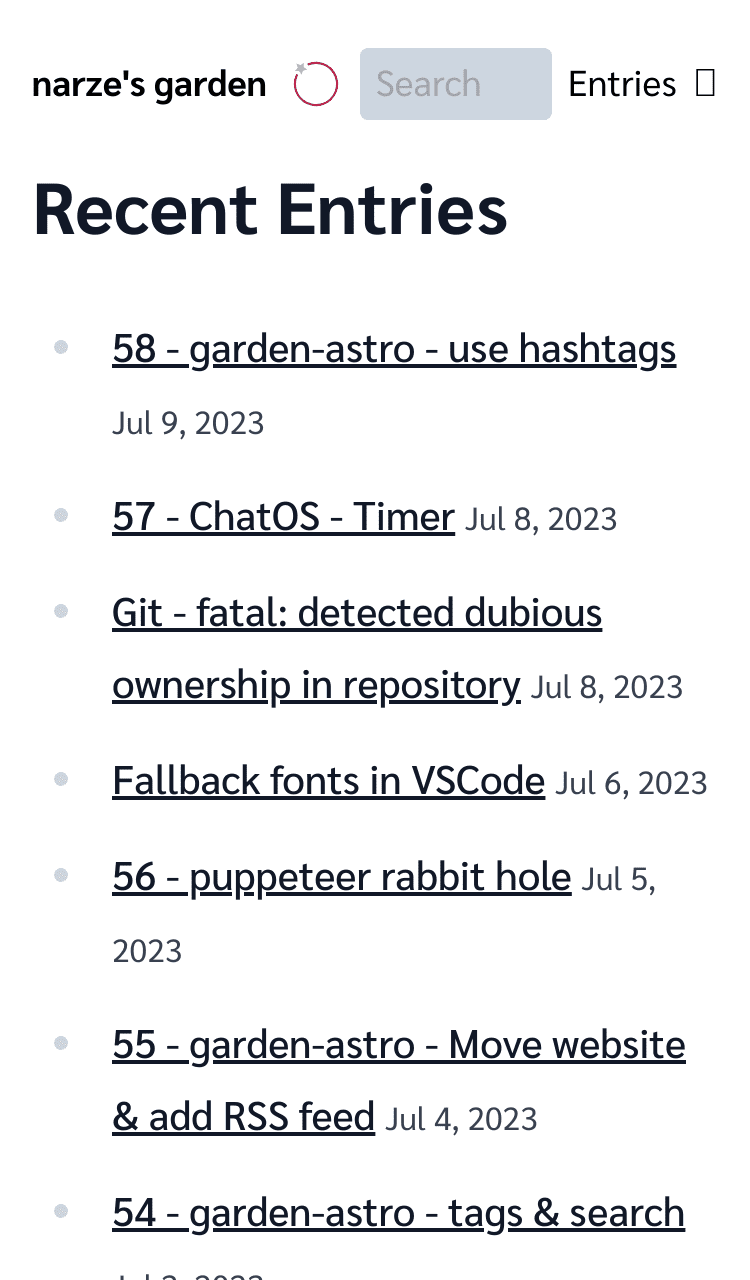 narze's garden Search Entries
Recent Entries
58 - garden-astro - use hashtags
Jul 9, 2023
57 - ChatOS - Timer Jul 8, 2023
Git - fatal: detected dubious
ownership in repository Jul 8, 2023
Fallback fonts in VSCode Jul 6, 2023
56 - puppeteer rabbit hole Jul 5,
2023
55 - garden-astro - Move website
& add RSS feed Jul 4, 2023
54 - garden-astro - tags & search